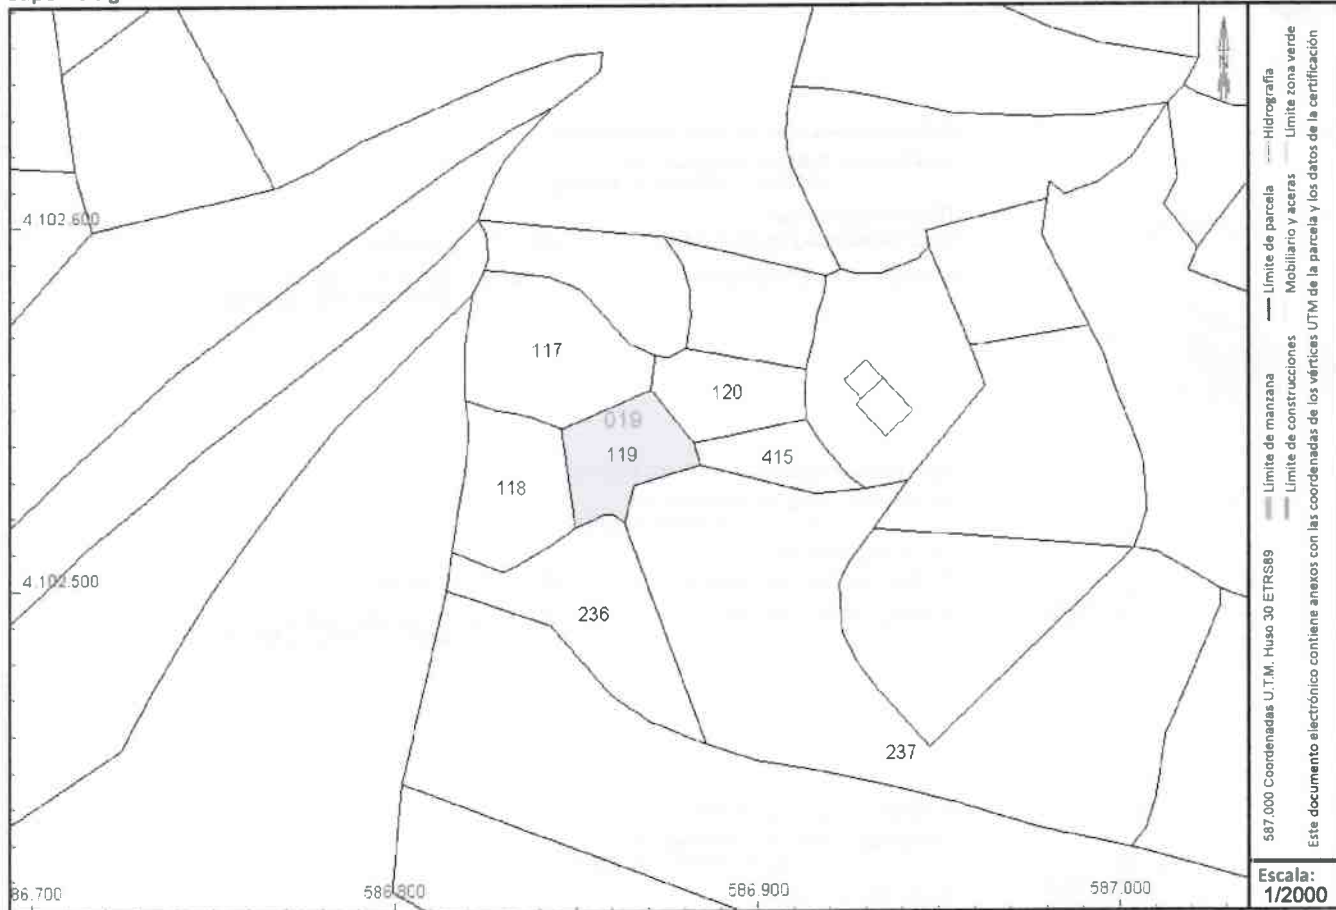 4.102.600
117
120
019
119
415
118
4.102.500
236
237
586.800
586.900
587.000
Hidrografía
Límite zona verde
Límite de parcela
Mobiliario y aceras
Límite de manzana
Límite de construcciones
587.000 Coordenadas U.T.M. Huso 30 ETRS89
Este documento electrónico contiene anexos con las coordenadas de los vértices UTM de la parcela y los datos de la certificación
Escala:
1/2000